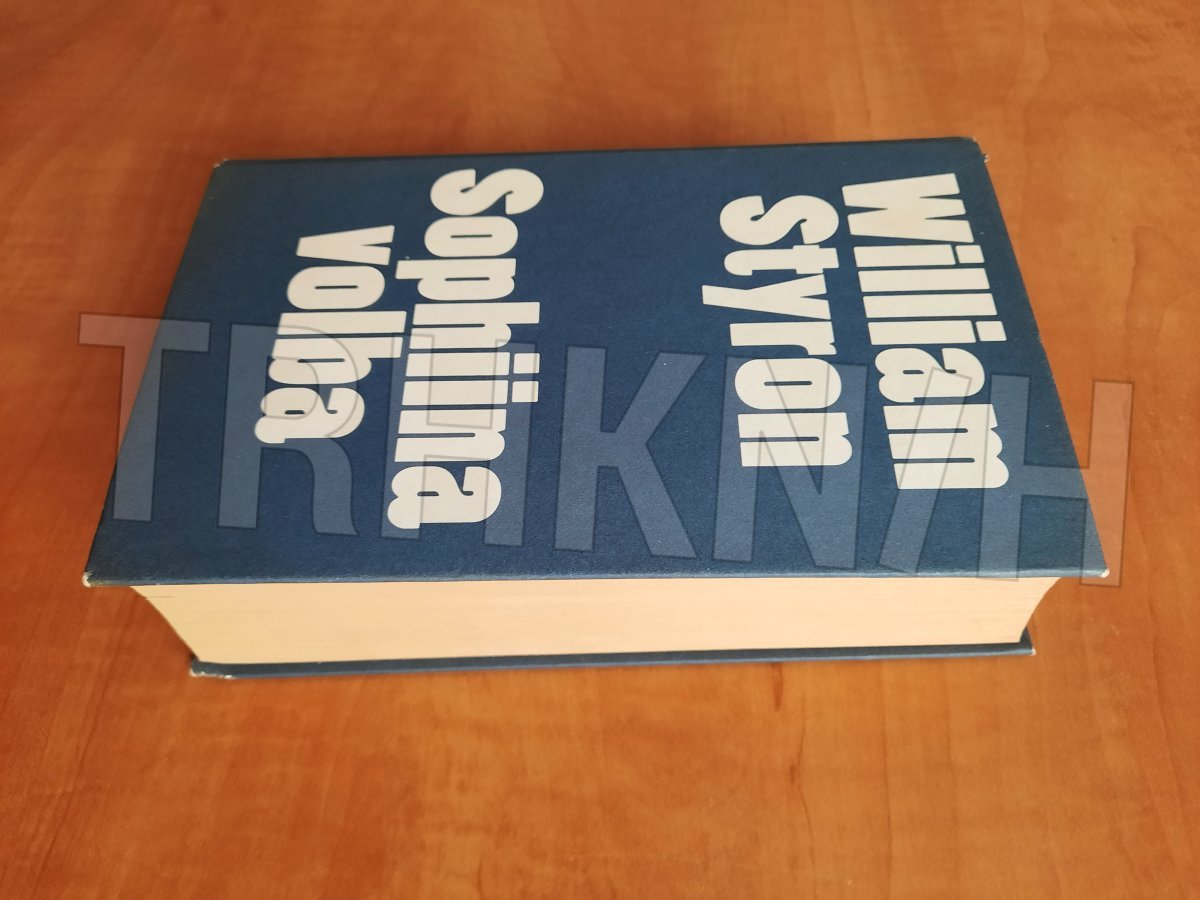 William
Styron
Sophiina
volba
TRHKNIH